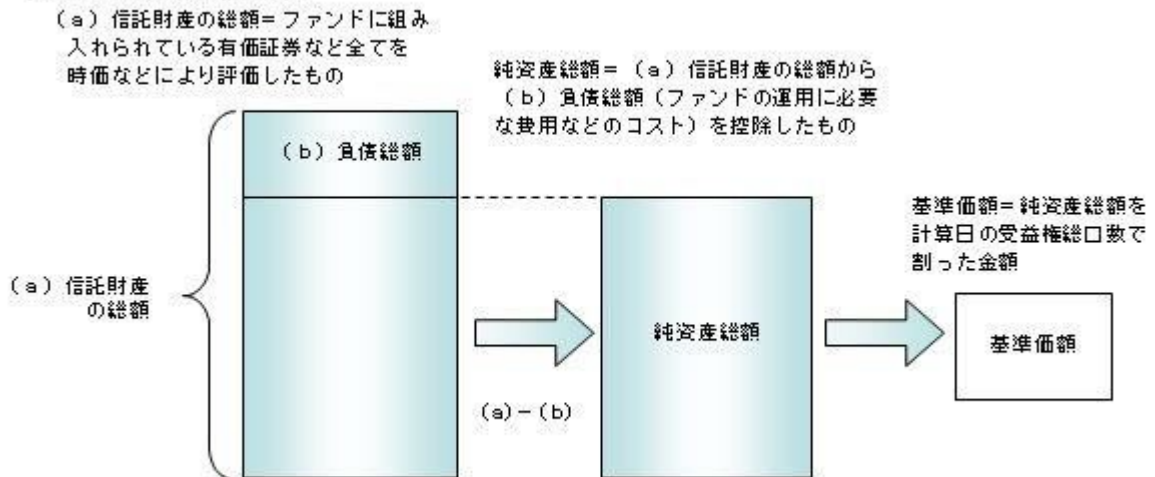 （a）信託財産の総額＝ファンドに組み
入れられている有価証券など全てを
時価などにより評価したもの
純資産総額＝（a）信託財産の総額から
（b）負債総額（ファンドの運用に必要
な費用などのコスト）を控除したもの
（b）負債総額
基準価額＝純資産総額を
計算日の受益権総口数で
割った金額
（a）信託財産
の総額
純資産総額
基準価額
（a）－（b）